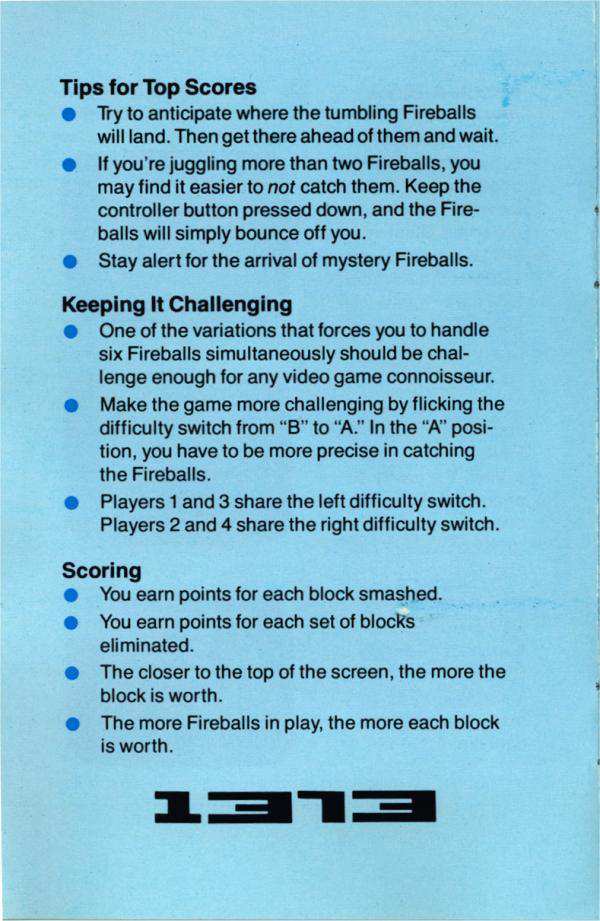 Tips for Top Scores
● Try to anticipate where the tumbling Fireballs
will land. Then get there ahead of them and wait.
● If you're juggling more than two Fireballs, you
may find it easier to not catch them. Keep the
controller button pressed down, and the Fire-
balls will simply bounce off you.
● Stay alert for the arrival of mystery Fireballs.
Keeping It Challenging
● One of the variations that forces you to handle
six Fireballs simultaneously should be chal-
lenge enough for any video game connoisseur.
● Make the game more challenging by flicking the
difficulty switch from “B” to “A.” In the “A” posi-
tion, you have to be more precise in catching
the Fireballs.
● Players 1 and 3 share the left difficulty switch.
Players 2 and 4 share the right difficulty switch.
Scoring
● You earn points for each block smashed.
● You earn points for each set of blocks
eliminated.
● The closer to the top of the screen, the more the
block is worth.
● The more Fireballs in play, the more each block
is worth.
1373